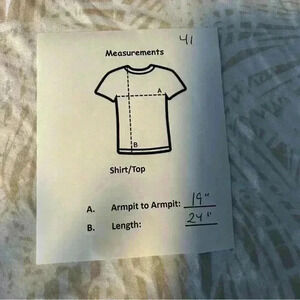 41
Measurements
A
B
Shirt/Top
A. Armpit to Armpit: 19"
B. Length: 24"